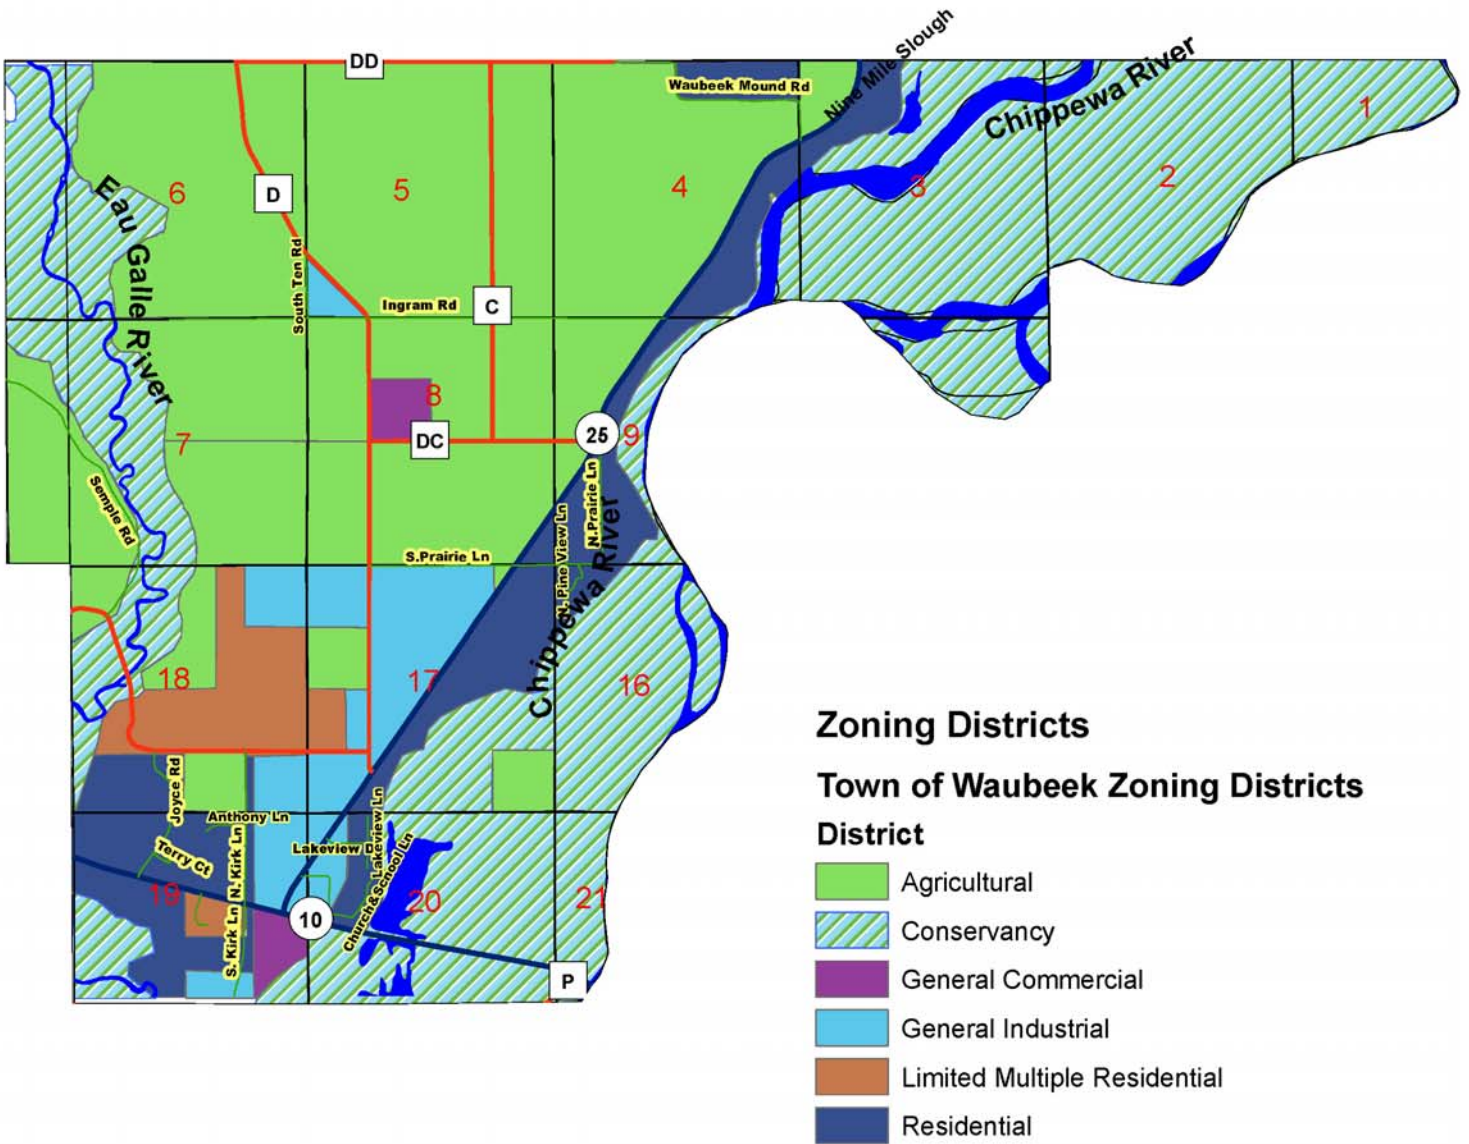 DD
Nine Mile Slough
Waubeek Mound Rd
Chippewa River
1
2
3
4
5
6
D
Eau Galle River
South Ten Rd
Ingram Rd
C
8
DC
25
9
7
Semple Rd
N.Prairie Ln
N. Pine View Ln
S.Prairie Ln
Chippewa River
18
17
16
Joyce Rd
Anthony Ln
Terry Ct
N. Kirk Ln
S. Kirk Ln
Lakeview D
Lakeview Ln
Church&School Ln
19
10
20
21
P
Zoning Districts
Town of Waubeek Zoning Districts
District
Agricultural
Conservancy
General Commercial
General Industrial
Limited Multiple Residential
Residential